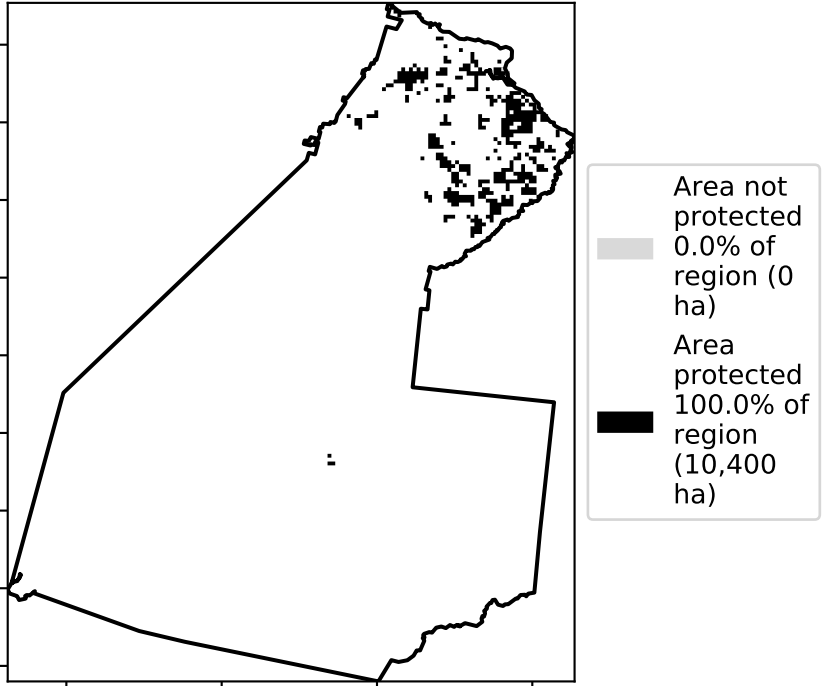 Area not
protected
0.0% of
region (0
ha)
Area
protected
100.0% of
region
(10,400
ha)